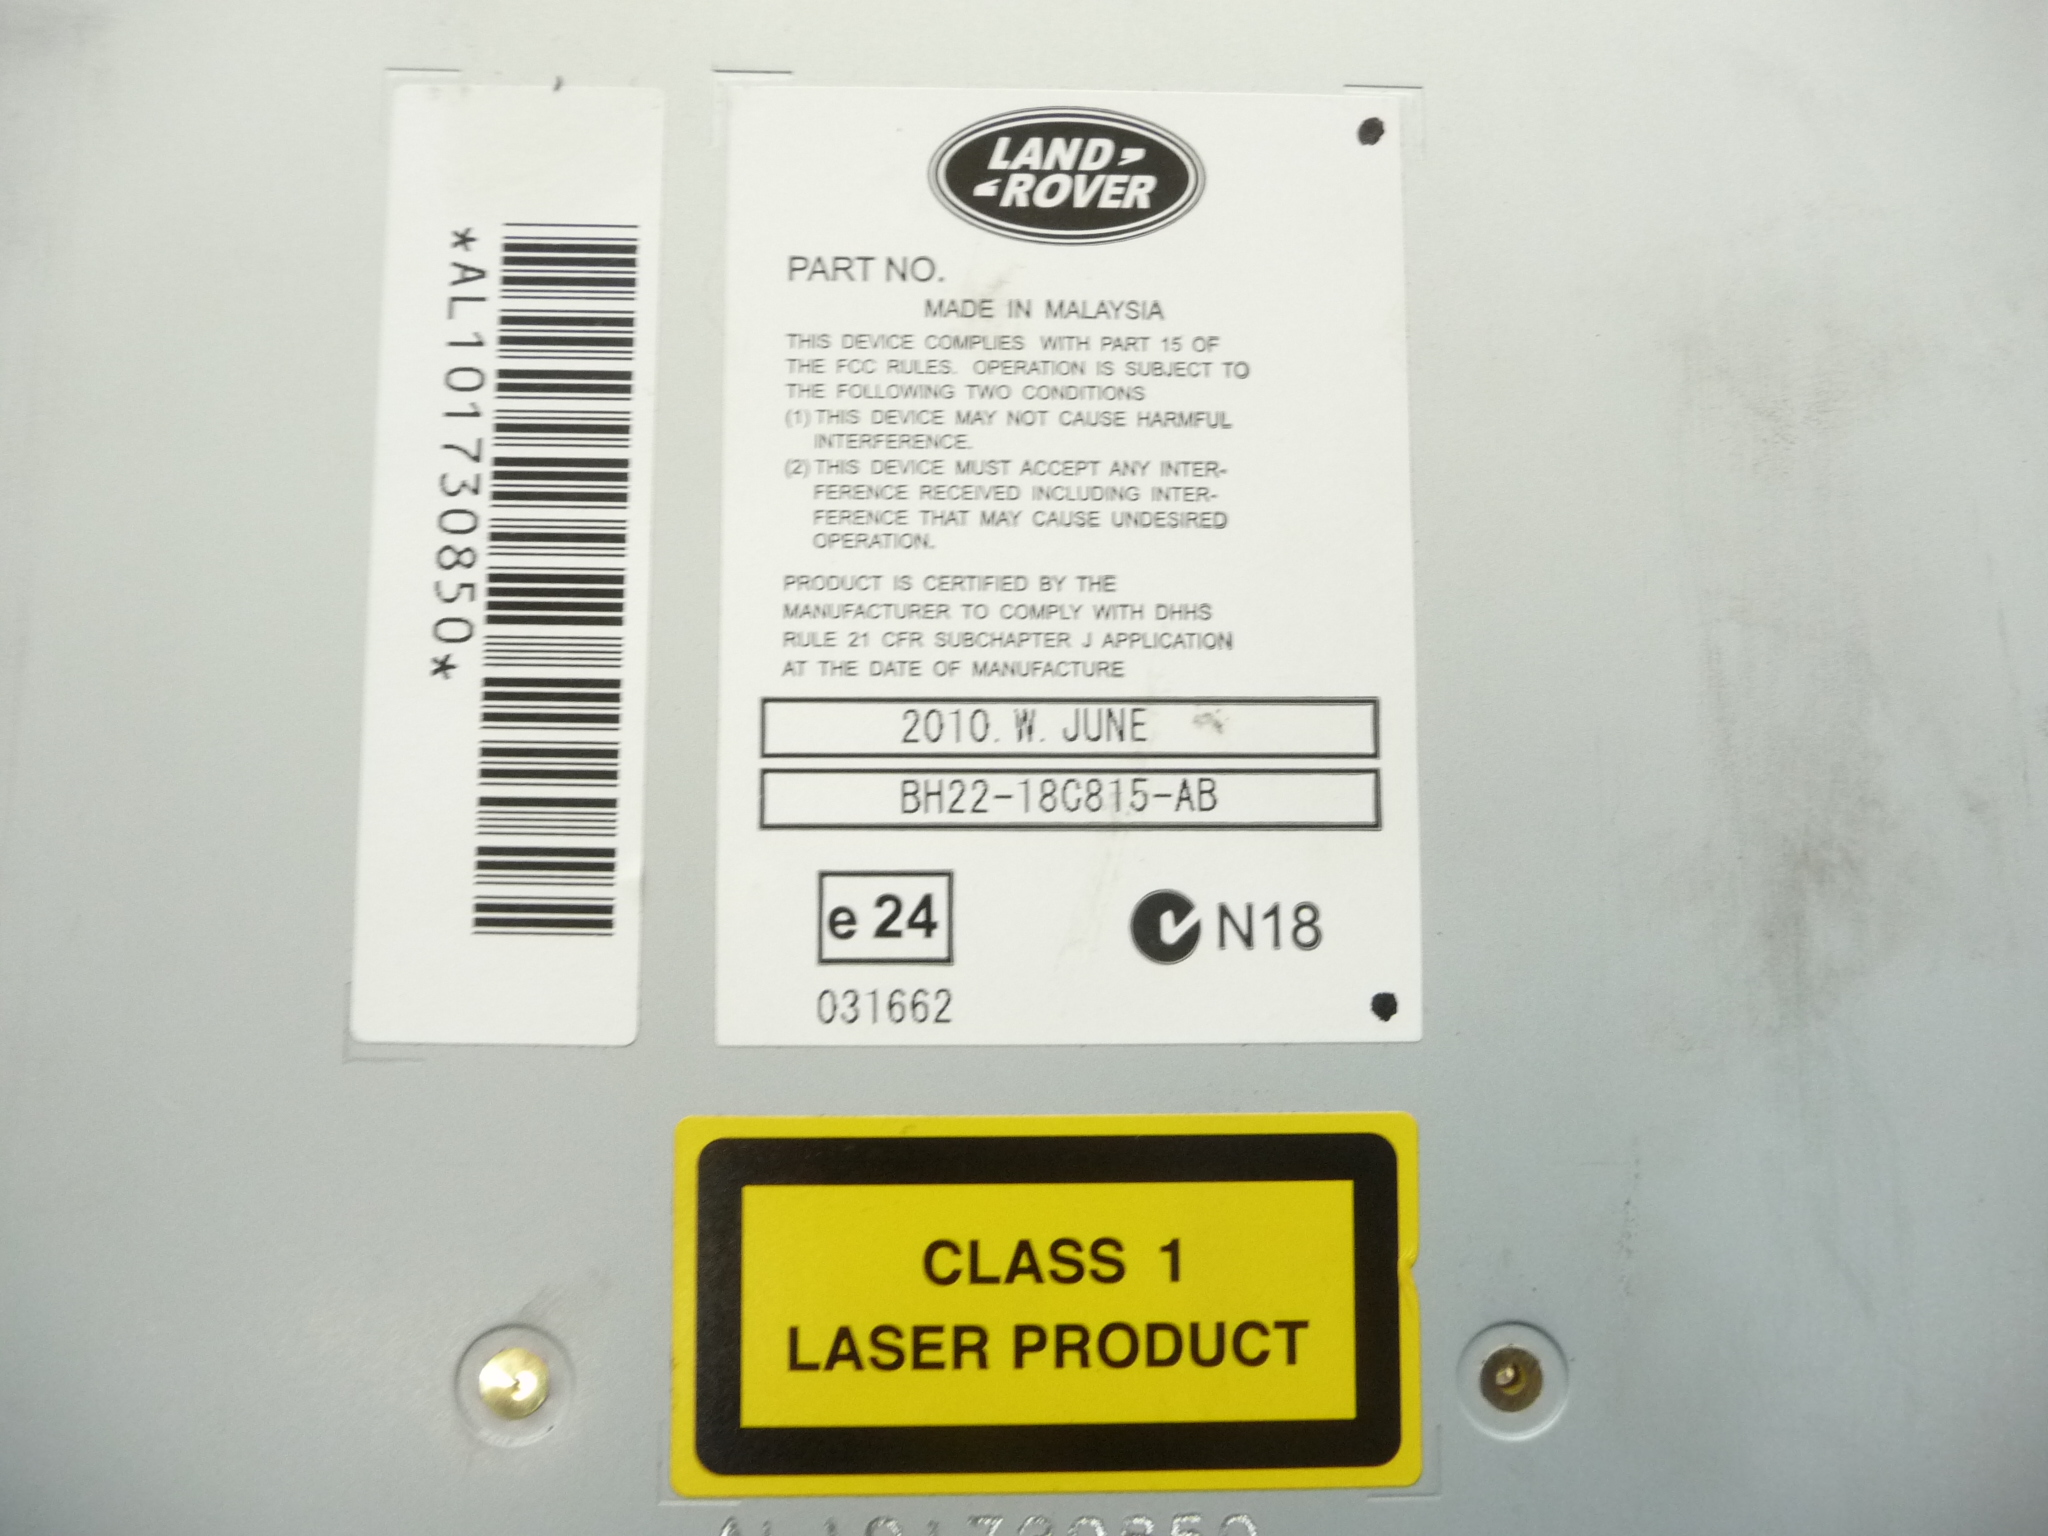 *AL101730850*
LAND
ROVER
PART NO.
MADE IN MALAYSIA
THIS DEVICE COMPLIES WITH PART 15 OF
THE FCC RULES. OPERATION IS SUBJECT TO
THE FOLLOWING TWO CONDITIONS
(1) THIS DEVICE MAY NOT CAUSE HARMFUL
INTERFERENCE.
(2) THIS DEVICE MUST ACCEPT ANY INTER-
FERENCE RECEIVED INCLUDING INTER-
FERENCE THAT MAY CAUSE UNDESIRED
OPERATION.
PRODUCT IS CERTIFIED BY THE
MANUFACTURER TO COMPLY WITH DHHS
RULE 21 CFR SUBCHAPTER J APPLICATION
AT THE DATE OF MANUFACTURE
2010. W. JUNE
BH22-18C815-AB
e 24
N18
031662
CLASS 1
LASER PRODUCT
AL101730850